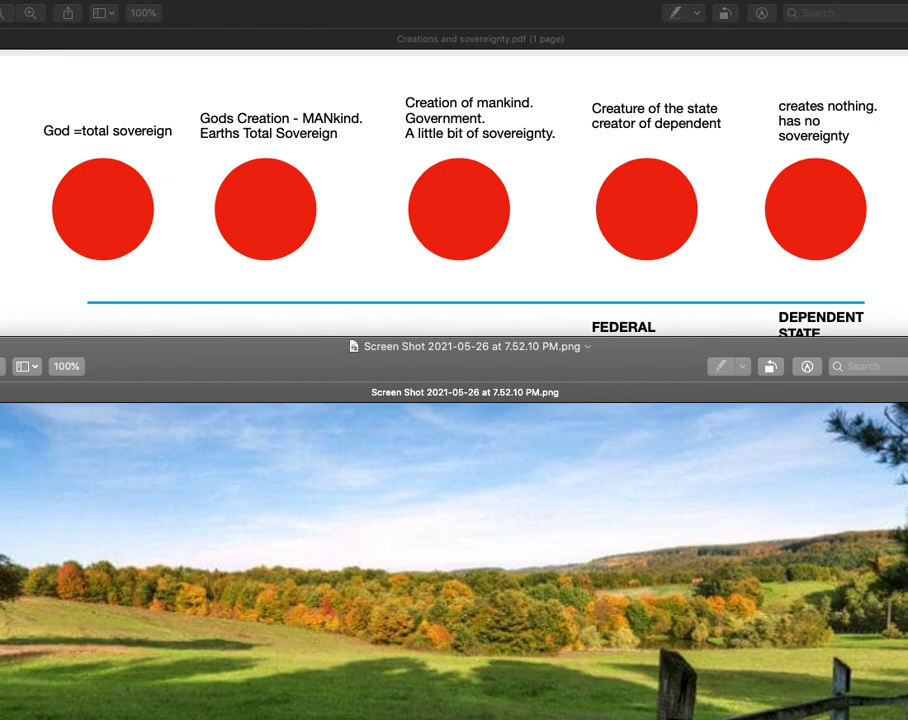 100%
Search
Creations and sovereignty.pdf (1 page)
God =total sovereign
Gods Creation - MANkind.
Earths Total Sovereign
Creation of mankind.
Government.
A little bit of sovereignty.
Creature of the state
creator of dependent
creates nothing.
has no
sovereignty
FEDERAL
DEPENDENT
STATE
Screen Shot 2021-05-26 at 7.52.10 PM.png
100%
Search
Screen Shot 2021-05-26 at 7.52.10 PM.png